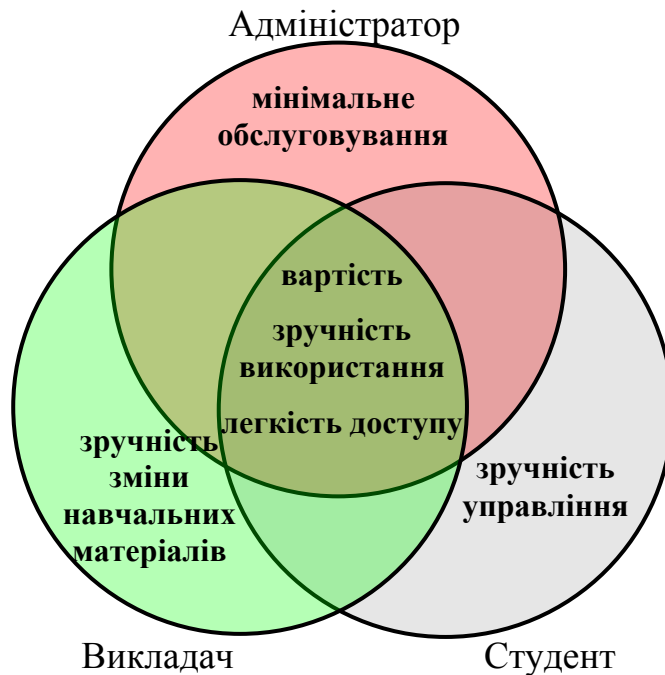 Адміністратор
мінімальне
обслуговування
вартість
зручність
використання
легкість доступу
зручність
зміни
навчальних
матеріалів
зручність
управління
Викладач
Студент